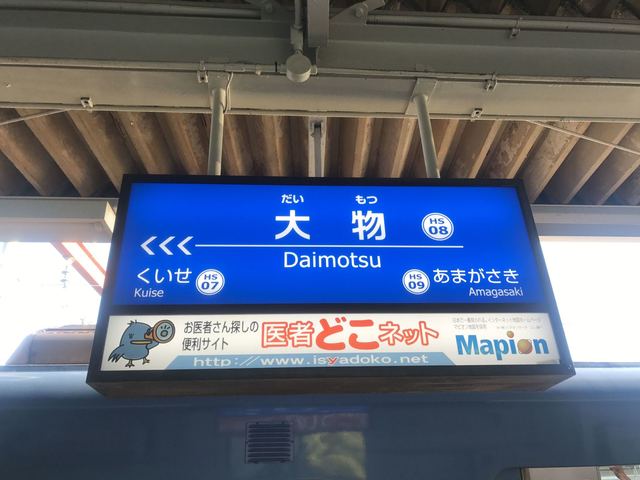 だい もつ
大物 HS 08
Daimotsu
くいせ HS 07 HS 09 あまがさき
Kuise Amagasaki
お医者さん探しの
便利サイト
医者どこネット
http://www.isyadoko.net
Mapion